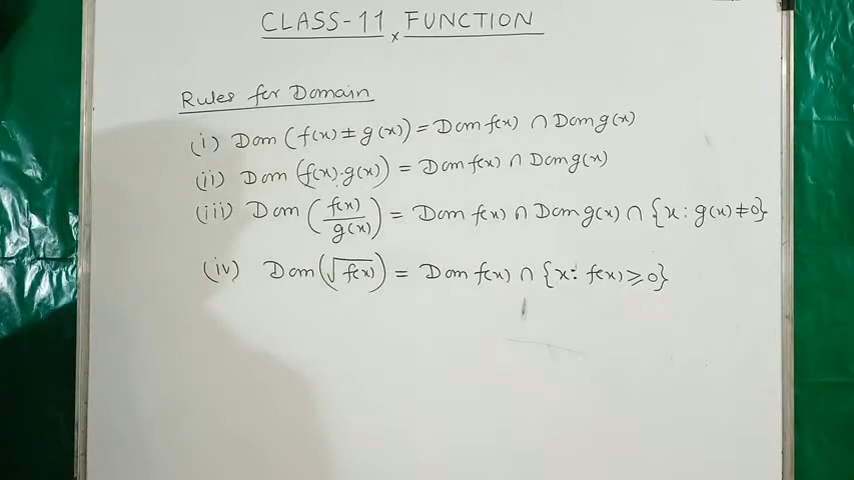 CLASS-11 x FUNCTION
Rules for Domain
(i) Dom (f(x) ± g(x)) = Dom f(x) ∩ Dom g(x)
(ii) Dom (f(x)·g(x)) = Dom f(x) ∩ Dom g(x)
(iii) Dom (f(x)/g(x)) = Dom f(x) ∩ Dom g(x) ∩ {x : g(x) ≠ 0}
(iv) Dom (√f(x)) = Dom f(x) ∩ {x : f(x) ≥ 0}